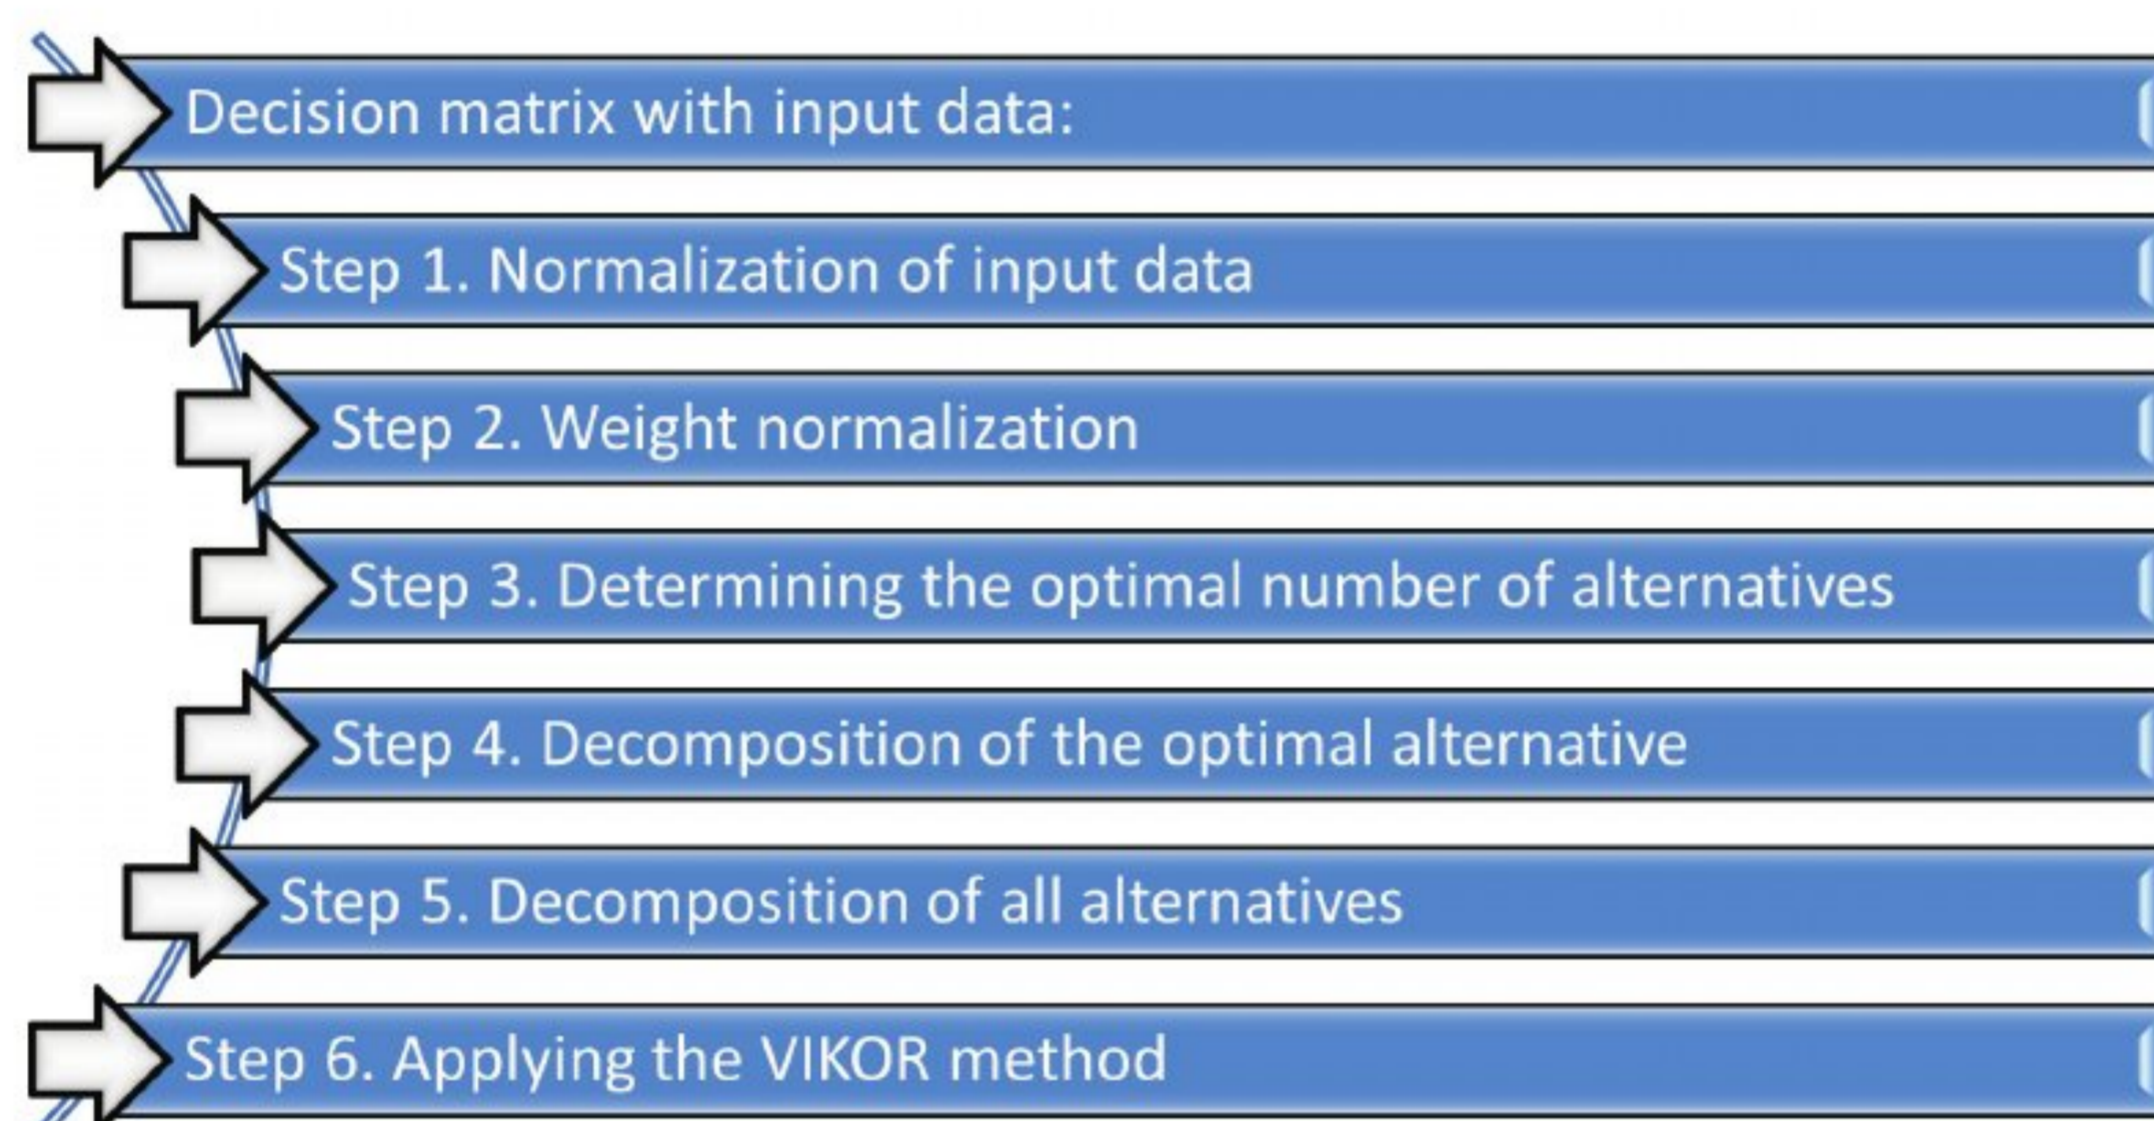 Decision matrix with input data:
Step 1. Normalization of input data
Step 2. Weight normalization
Step 3. Determining the optimal number of alternatives
Step 4. Decomposition of the optimal alternative
Step 5. Decomposition of all alternatives
Step 6. Applying the VIKOR method